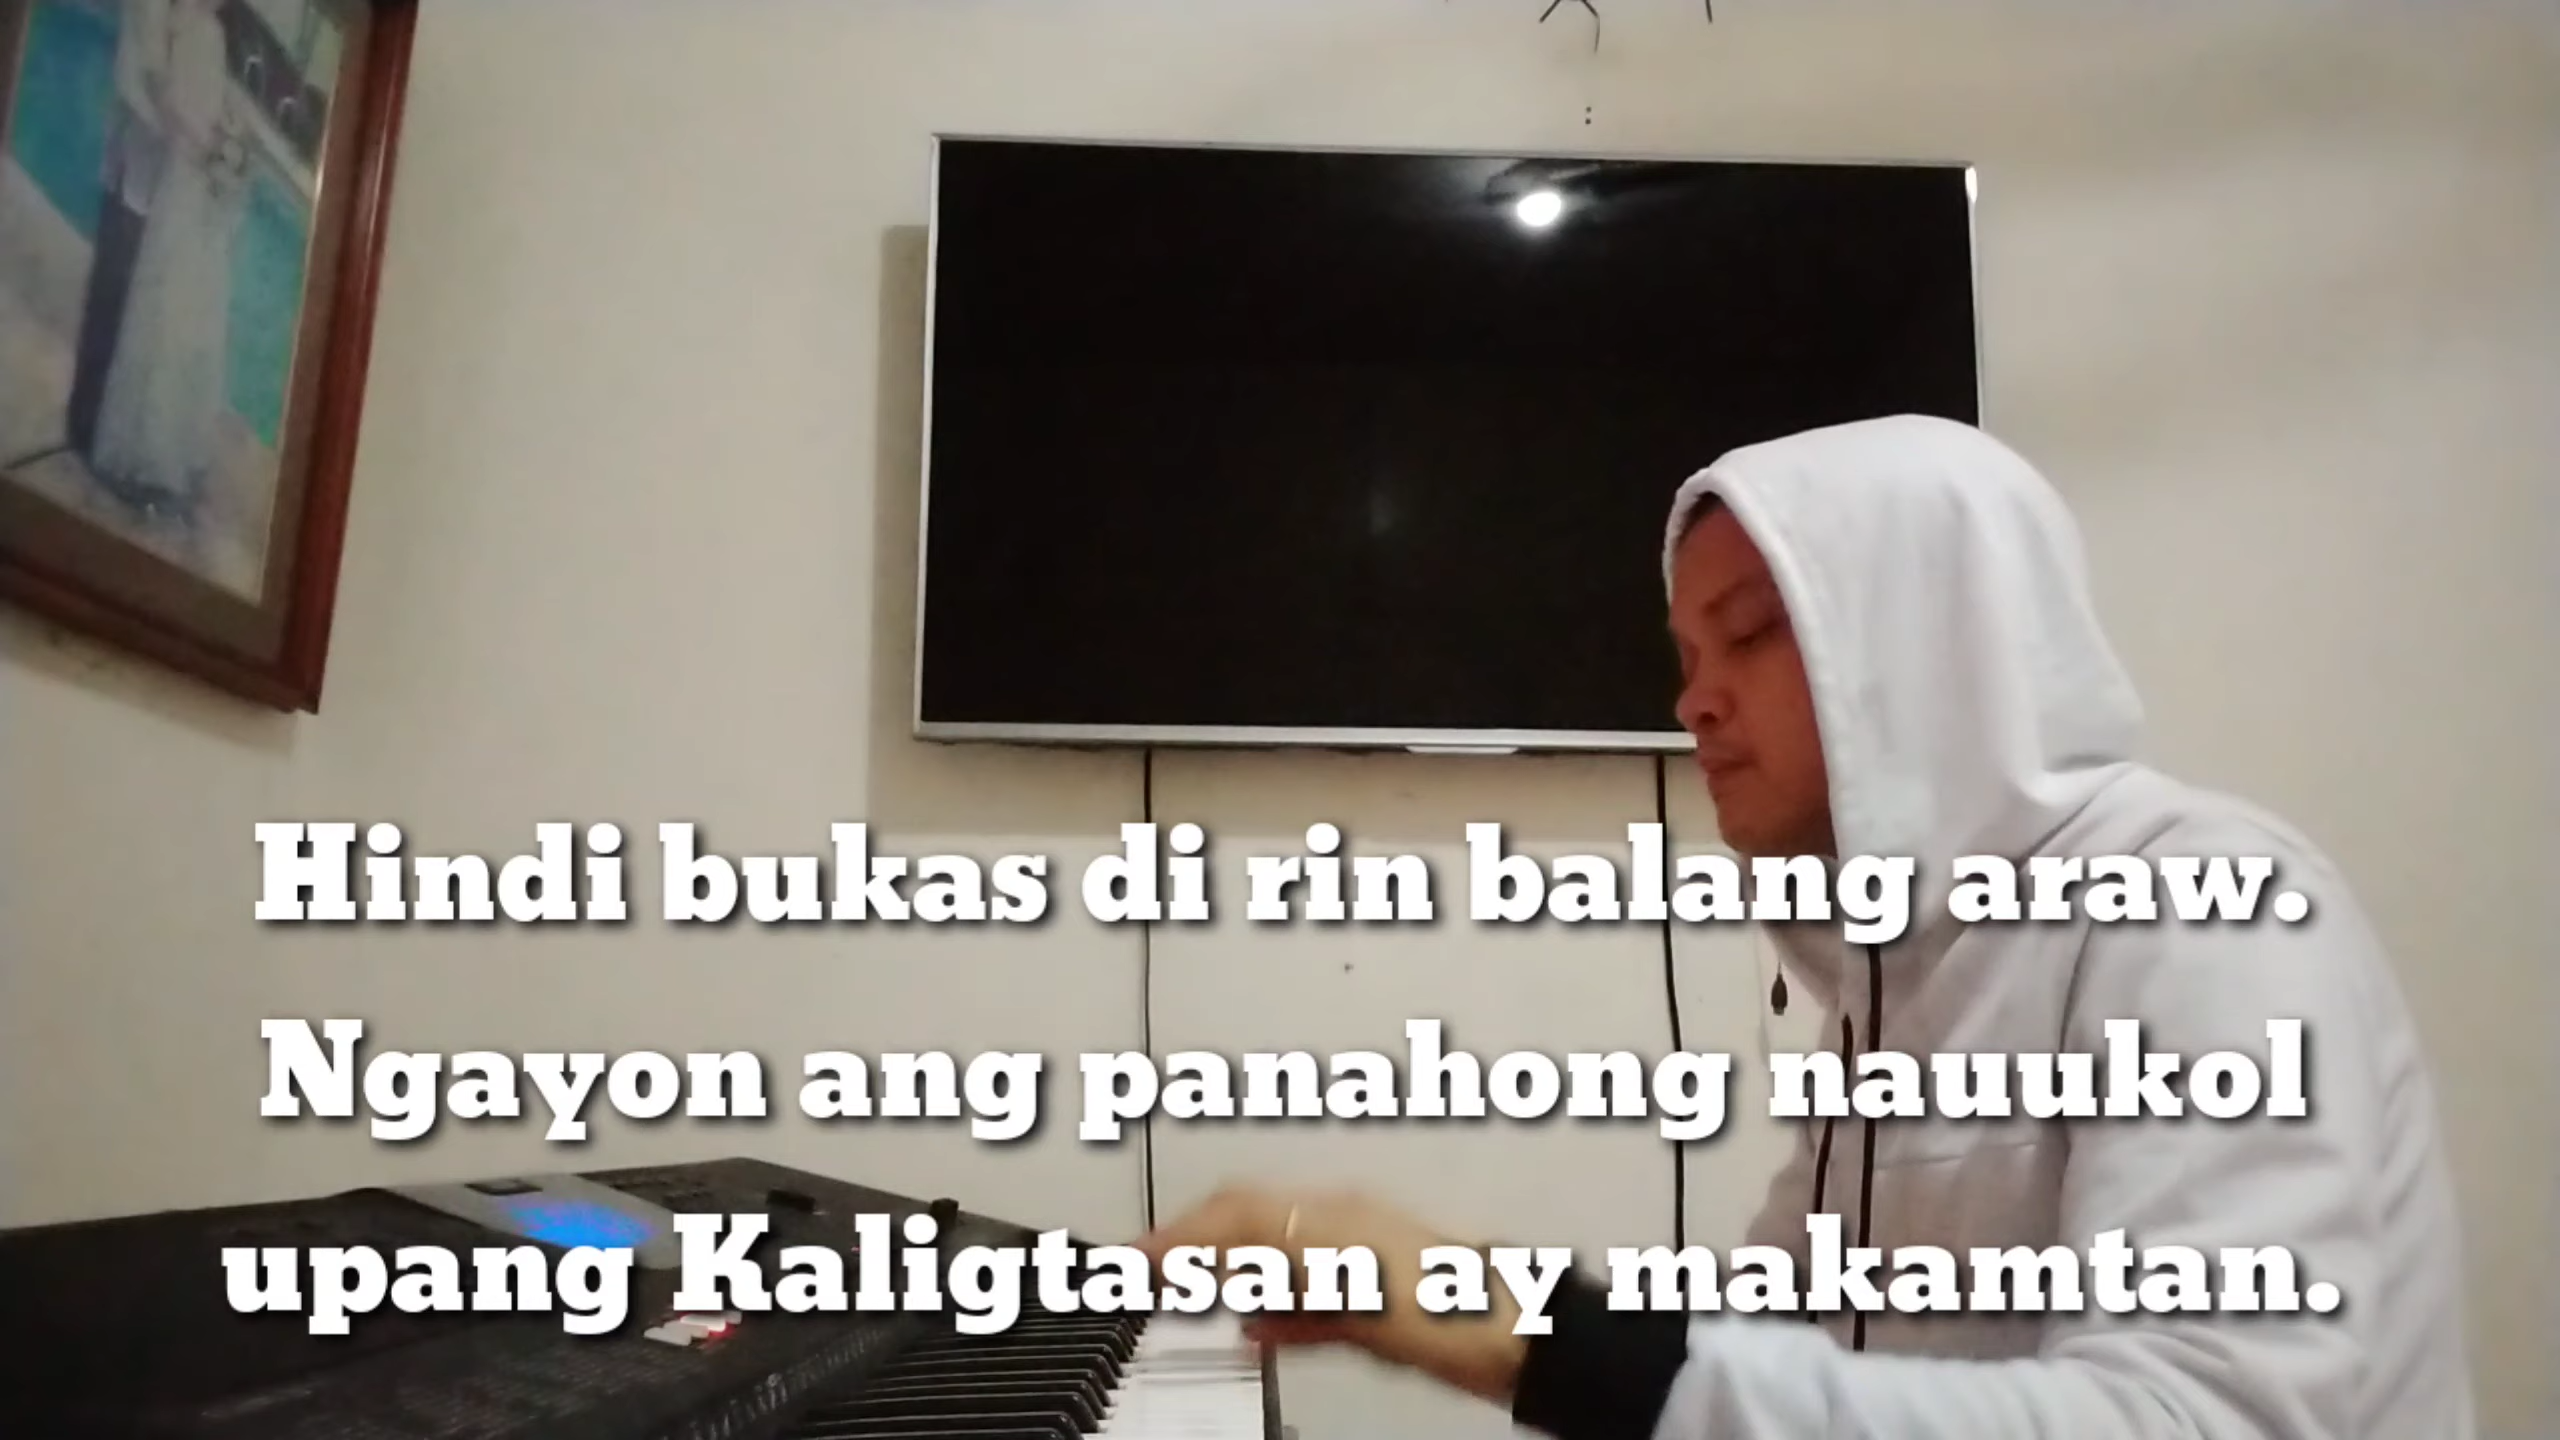 Hindi bukas di rin balang araw.
Ngayon ang panahong nauukol
upang Kaligtasan ay makamtan.